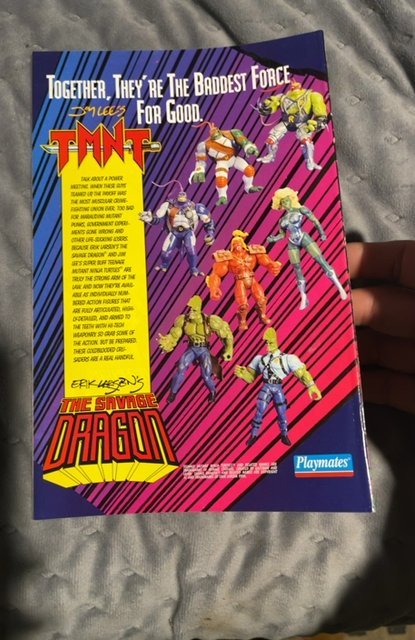 TOGETHER, THEY'RE THE BADDEST FORCE
FOR GOOD.
JIM LEE'S
TMNT
TALK ABOUT A POWER
MEETING. WHEN THESE GUYS
TEAMED UP THE PAYOFF WAS
THE MOST MUSCULAR CRIME-
FIGHTING UNION EVER. TOO BAD
FOR MARAUDING MUTANT
PUNKS, GOVERNMENT EXPERI-
MENTS GONE WRONG AND
OTHER LIFE-SUCKING LOSERS.
BECAUSE ERIK LARSEN'S THE
SAVAGE DRAGON™ AND JIM
LEE'S SUPER BUFF TEENAGE
MUTANT NINJA TURTLES™ ARE
TRULY THE STRONG ARM OF THE
LAW. AND NOW THEY'RE AVAIL-
ABLE AS INDIVIDUALLY NUM-
BERED ACTION FIGURES THAT
ARE FULLY ARTICULATED, HIGH-
LY-DETAILED, AND ARMED TO
THE TEETH WITH HI-TECH
WEAPONRY. SO GRAB SOME OF
THE ACTION. BUT BE PREPARED.
THESE COLDBLOODED CRU-
SADERS ARE A REAL HANDFUL.
ERIK LARSEN'S
THE SAVAGE
DRAGON
Playmates